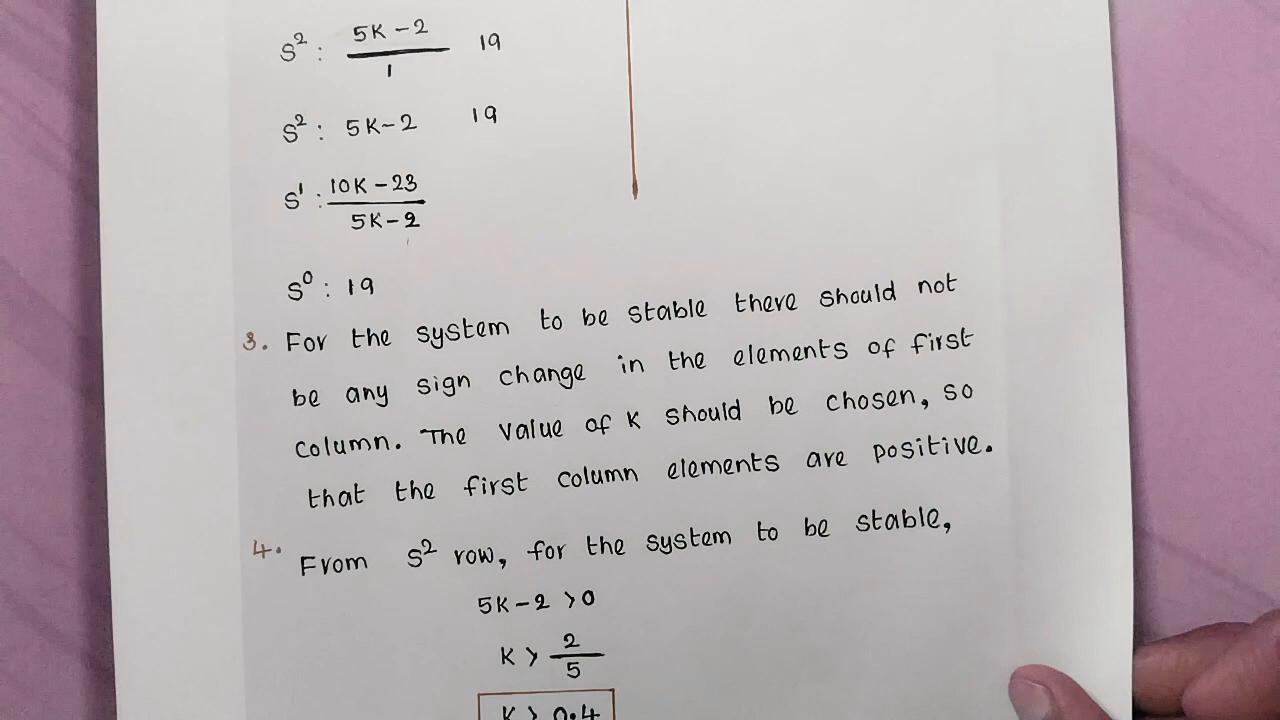 S²: 5K-2 19
1
S²: 5K-2 19
S¹: 10K-23
5K-2
S⁰: 19
3. For the system to be stable there should not
be any sign change in the elements of first
column. The value of K should be chosen, so
that the first column elements are positive.
4. From S² row, for the system to be stable,
5K-2 >0
K > 2
5
K > 0.4